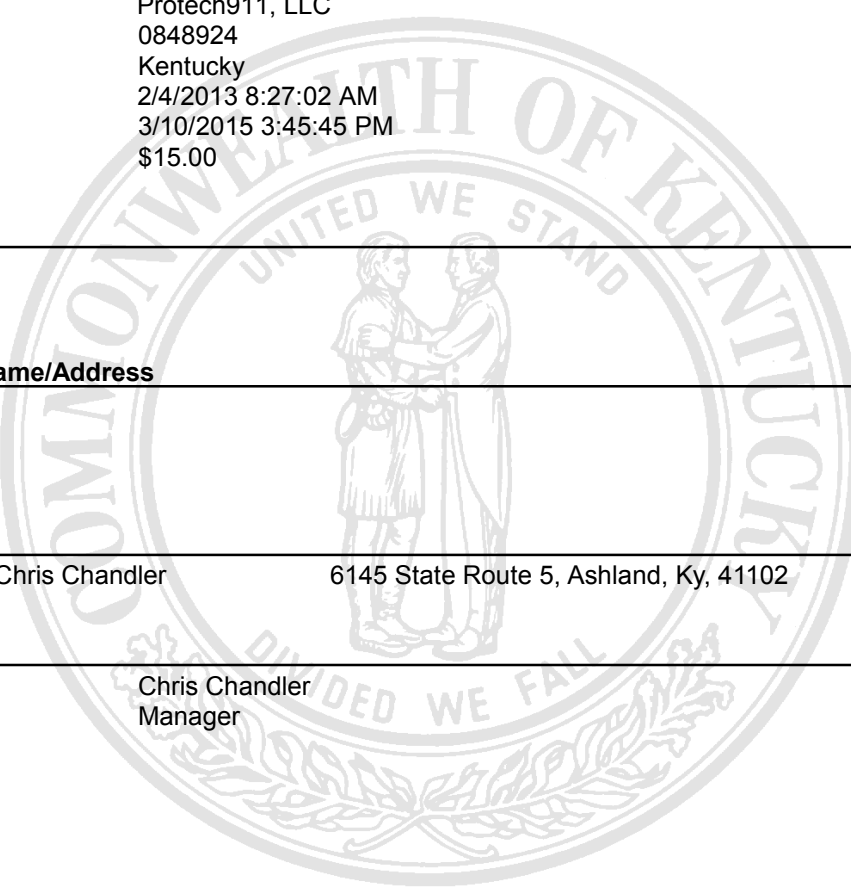 Protech911, LLC
0848924
Kentucky
2/4/2013 8:27:02 AM
3/10/2015 3:45:45 PM
$15.00
COMMONWEALTH OF KENTUCKY
UNITED WE STAND
ame/Address
Chris Chandler 6145 State Route 5, Ashland, Ky, 41102
DIVIDED WE FALL
Chris Chandler
Manager